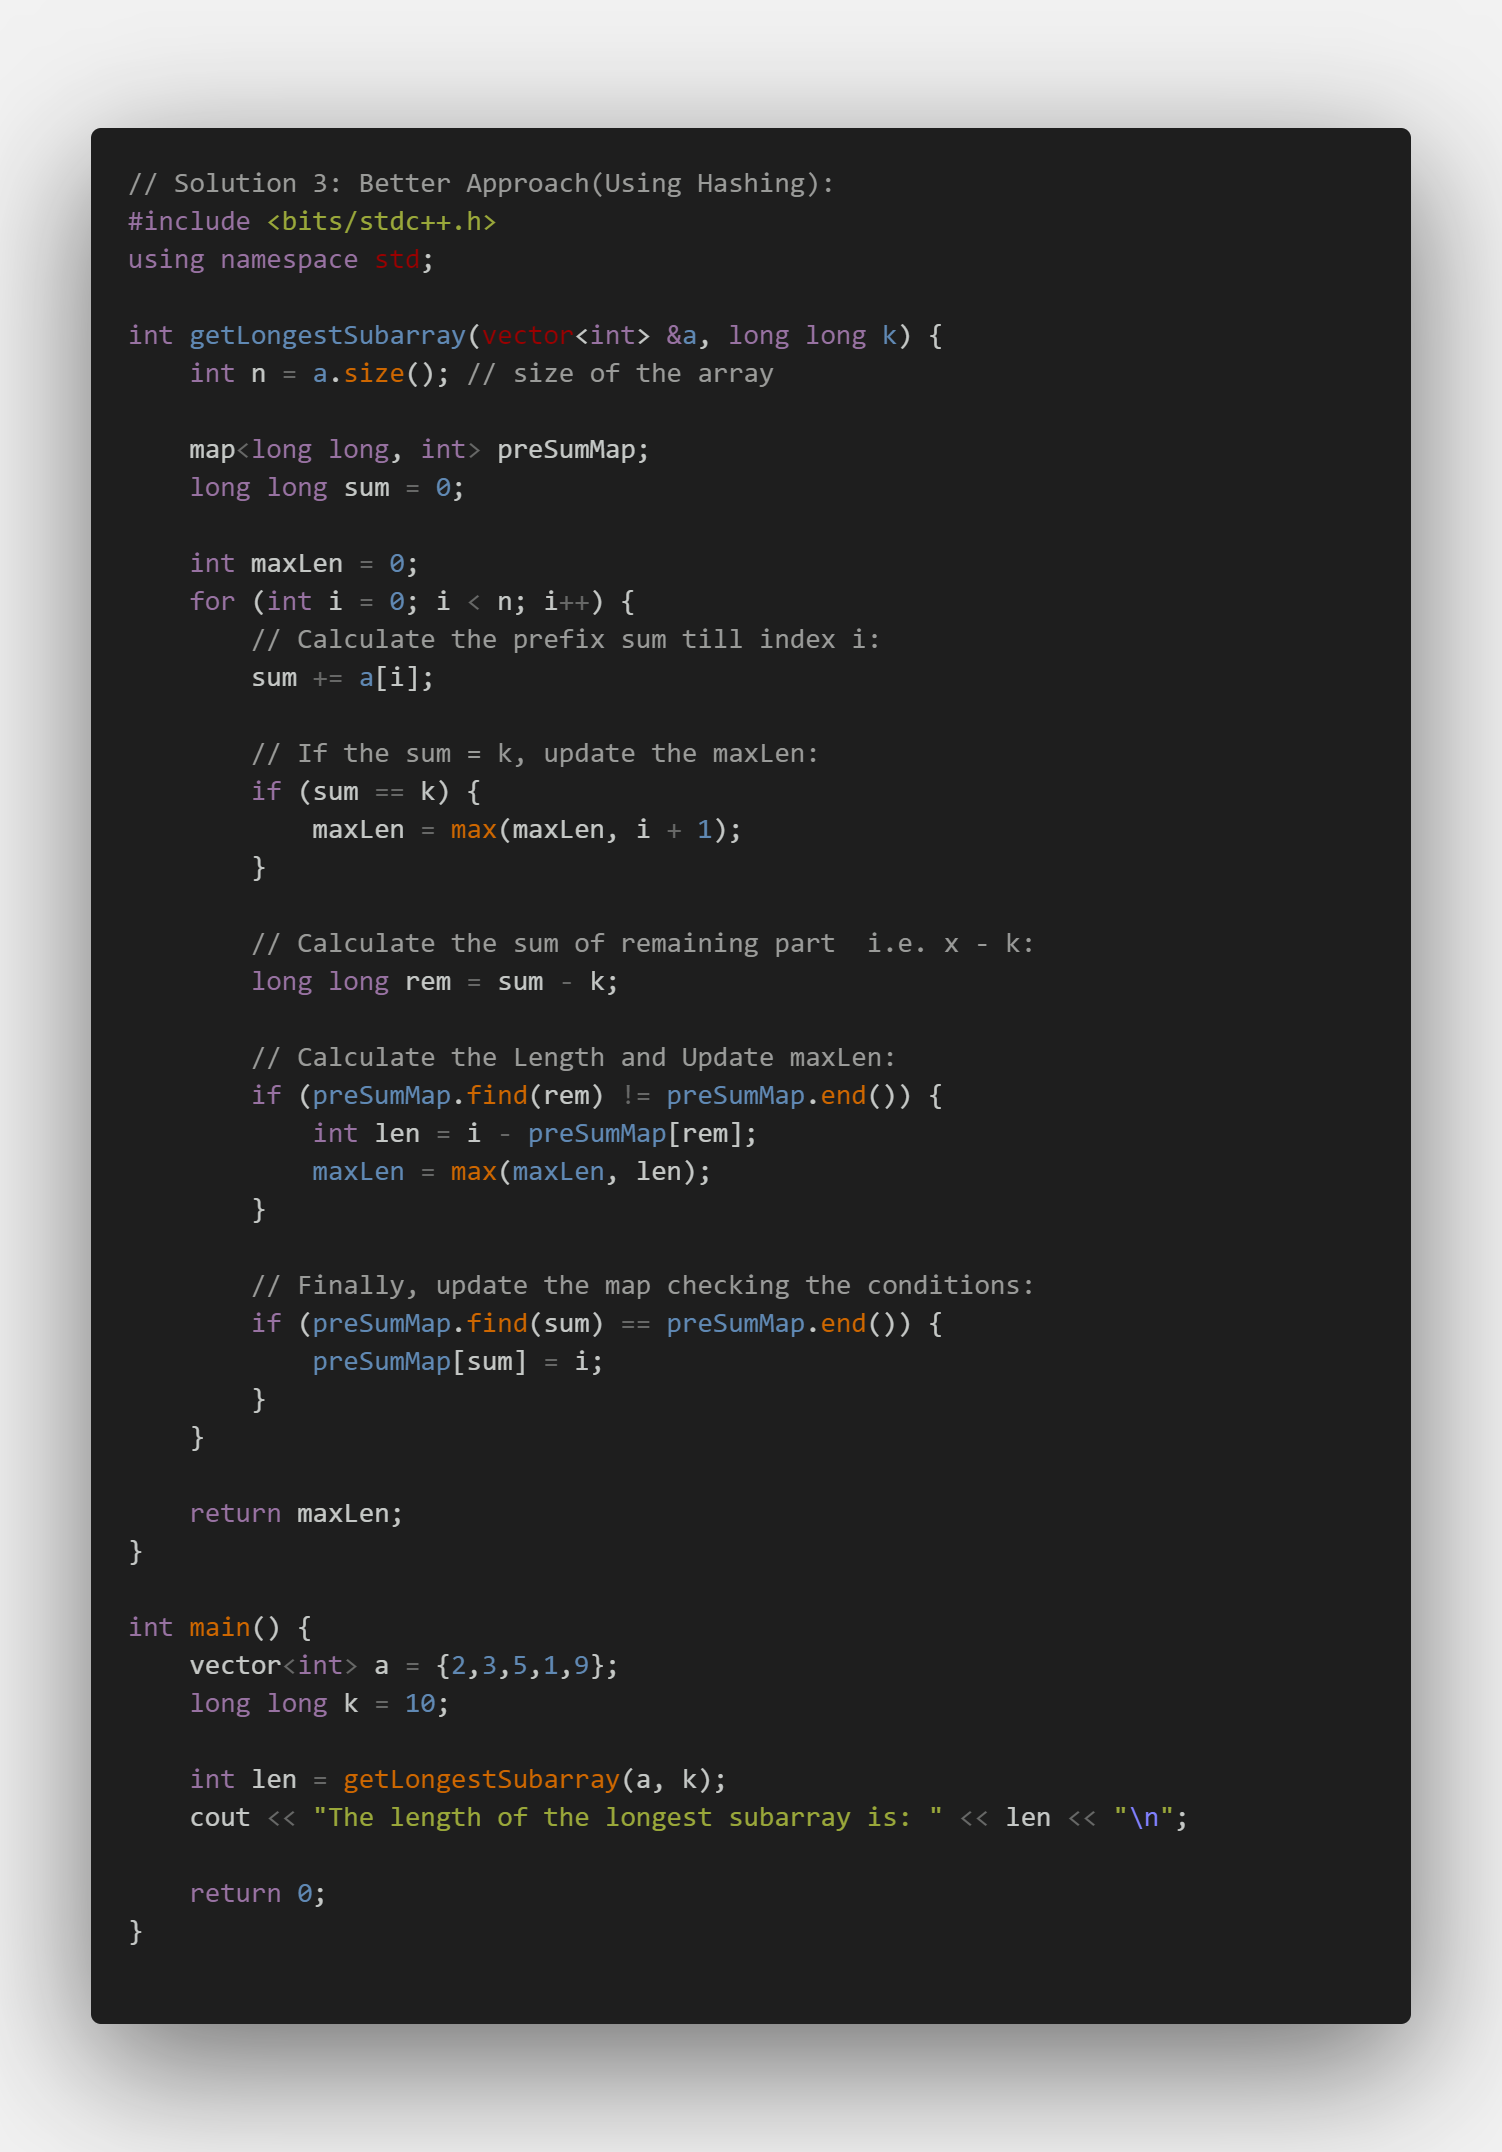 // Solution 3: Better Approach(Using Hashing):
#include <bits/stdc++.h>
using namespace std;

int getLongestSubarray(vector<int> &a, long long k) {
    int n = a.size(); // size of the array

    map<long long, int> preSumMap;
    long long sum = 0;

    int maxLen = 0;
    for (int i = 0; i < n; i++) {
        // Calculate the prefix sum till index i:
        sum += a[i];

        // If the sum = k, update the maxLen:
        if (sum == k) {
            maxLen = max(maxLen, i + 1);
        }

        // Calculate the sum of remaining part  i.e. x - k:
        long long rem = sum - k;

        // Calculate the Length and Update maxLen:
        if (preSumMap.find(rem) != preSumMap.end()) {
            int len = i - preSumMap[rem];
            maxLen = max(maxLen, len);
        }

        // Finally, update the map checking the conditions:
        if (preSumMap.find(sum) == preSumMap.end()) {
            preSumMap[sum] = i;
        }
    }

    return maxLen;
}

int main() {
    vector<int> a = {2,3,5,1,9};
    long long k = 10;

    int len = getLongestSubarray(a, k);
    cout << "The length of the longest subarray is: " << len << "\n";

    return 0;
}